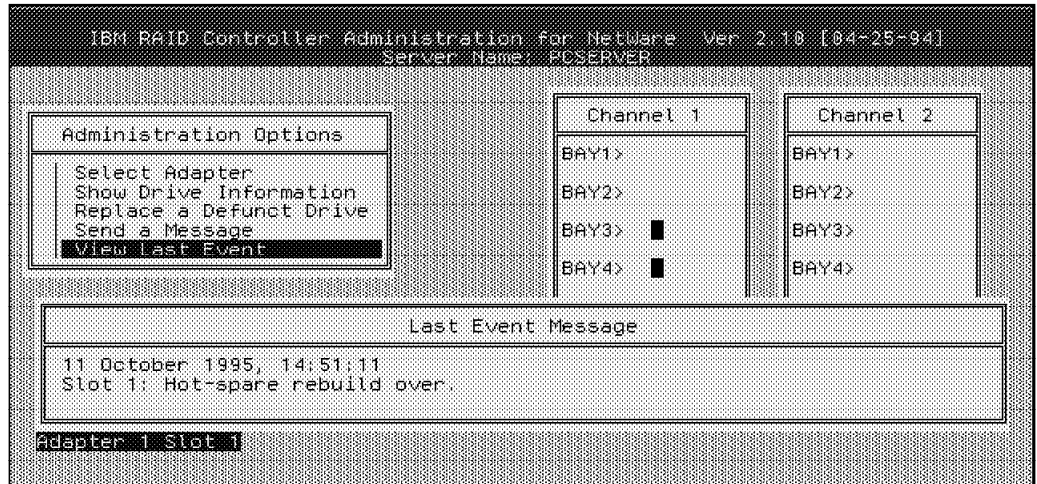 IBM RAID Controller Administration for NetWare Ver 2.10 [04-25-94]
Server Name: PCSERVER
Administration Options
Select Adapter
Show Drive Information
Replace a Defunct Drive
Send a Message
View Last Event
Channel 1
BAY1>
BAY2>
BAY3>
BAY4>
Channel 2
BAY1>
BAY2>
BAY3>
BAY4>
Last Event Message
11 October 1995, 14:51:11
Slot 1: Hot-spare rebuild over.
Adapter 1 Slot 1